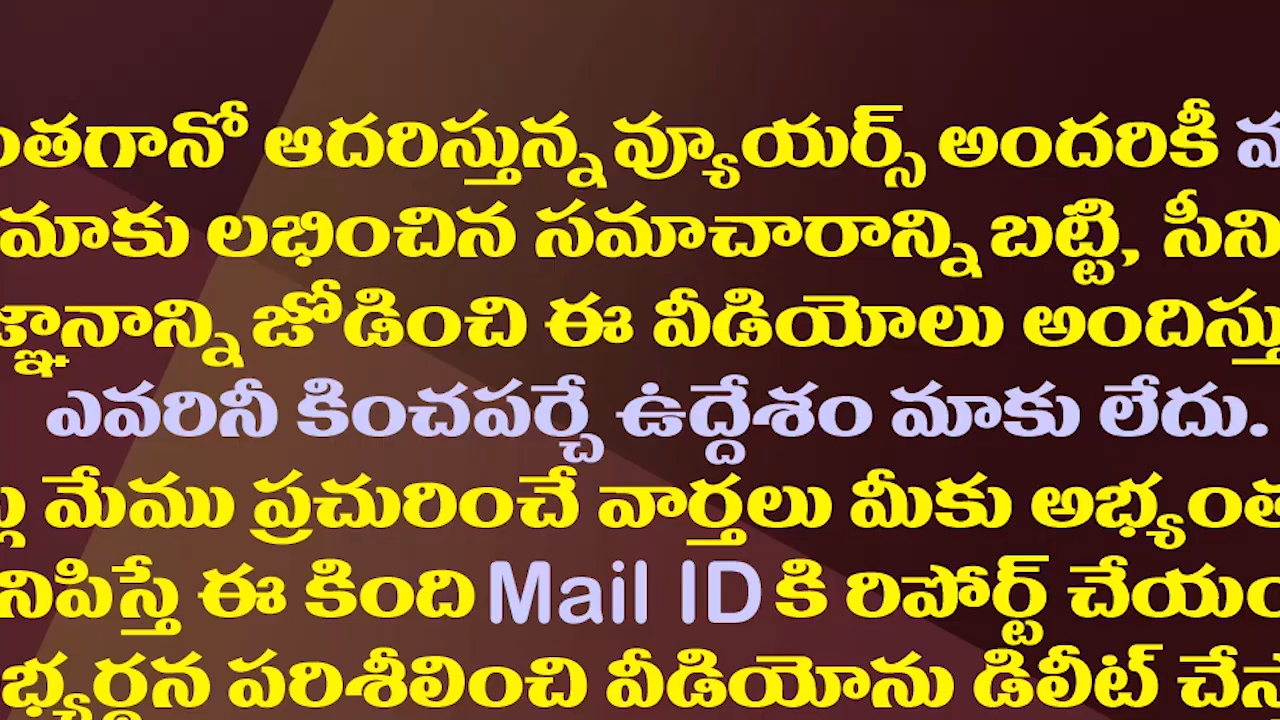 ంతగానో ఆదరిస్తున్న వ్యూయర్స్ అందరికీ
మాకు లభించిన సమాచారాన్ని బట్టి, సీని
జ్ఞానాన్ని జోడించి ఈ వీడియోలు అందిస్తు
ఎవరినీ కించపర్చే ఉద్దేశం మాకు లేదు.
మేము ప్రచురించే వార్తలు మీకు అభ్యంత
నిపిస్తే ఈ కింది Mail ID కి రిపోర్ట్ చేయం
భ్యర్థన పరిశీలించి వీడియోను డిలీట్ చేస